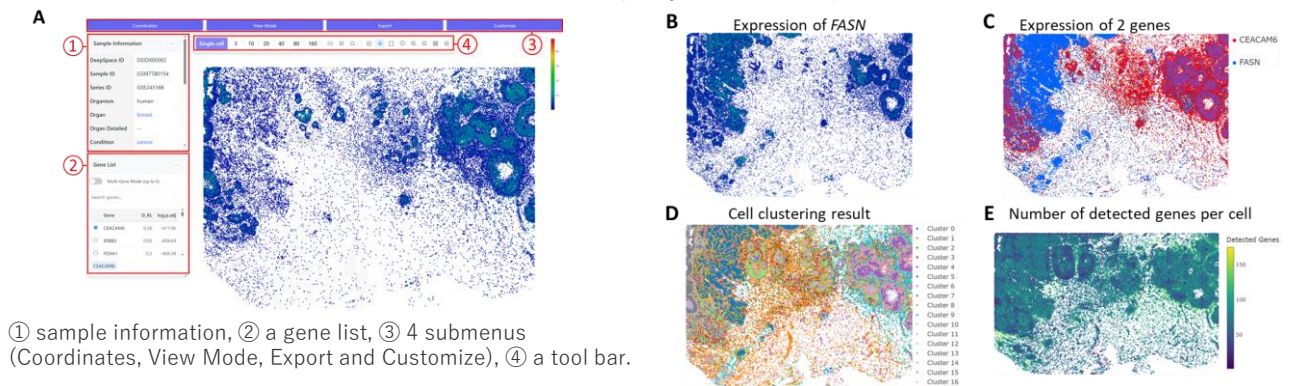 A
Coordinates
View Mode
Export
Customize
①
Sample Information
DeepSpace ID DSIDX00002
Sample ID GSM7780154
Series ID GSE243168
Organism human
Organ breast
Organ Detailed
Condition cancer
Single cell 5 10 20 40 80 160
④
③
②
Gene List
Multi-Gene Mode (up to 5)
Search genes...
Gene D_KL log.p.adj
CEACAM6
ERBB2
CEACAM6
① sample information, ② a gene list, ③ 4 submenus
(Coordinates, View Mode, Export and Customize), ④ a tool bar.
B
Expression of FASN
C
Expression of 2 genes
CEACAM6
FASN
D
Cell clustering result
Cluster 0
Cluster 1
Cluster 2
Cluster 3
Cluster 4
Cluster 5
Cluster 6
Cluster 7
Cluster 8
Cluster 9
Cluster 10
Cluster 11
Cluster 12
Cluster 13
Cluster 14
Cluster 15
Cluster 16
E
Number of detected genes per cell
Detected Genes
150
100
50